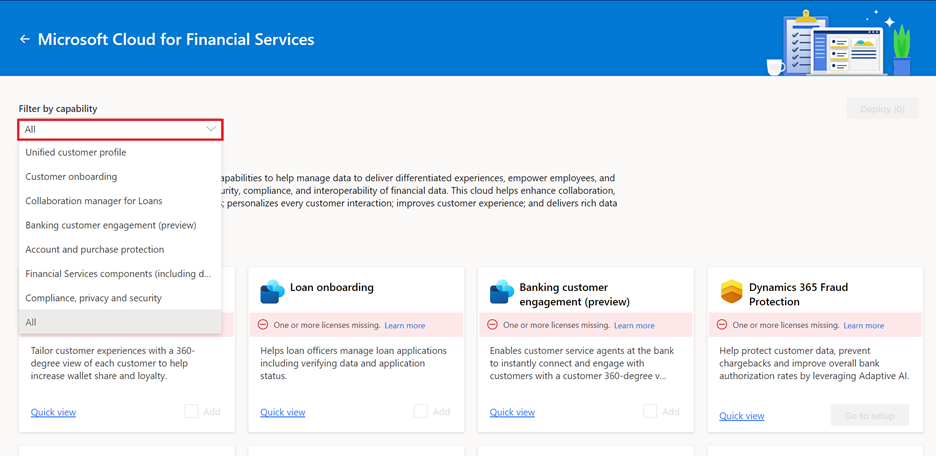 Microsoft Cloud for Financial Services
Filter by capability
Deploy (0)
All
Unified customer profile
Customer onboarding
Collaboration manager for Loans
Banking customer engagement (preview)
Account and purchase protection
Financial Services components (including d...
Compliance, privacy and security
All
apabilities to help manage data to deliver differentiated experiences, empower employees, and
urity, compliance, and interoperability of financial data. This cloud helps enhance collaboration,
; personalizes every customer interaction; improves customer experience; and delivers rich data
Tailor customer experiences with a 360-
degree view of each customer to help
increase wallet share and loyalty.
Quick view
Add
Loan onboarding
One or more licenses missing. Learn more
Helps loan officers manage loan applications
including verifying data and application
status.
Quick view
Add
Banking customer
engagement (preview)
One or more licenses missing. Learn more
Enables customer service agents at the bank
to instantly connect and engage with
customers with a customer 360-degree v...
Quick view
Add
Dynamics 365 Fraud
Protection
One or more licenses missing. Learn more
Help protect customer data, prevent
chargebacks and improve overall bank
authorization rates by leveraging Adaptive AI.
Quick view
Go to setup